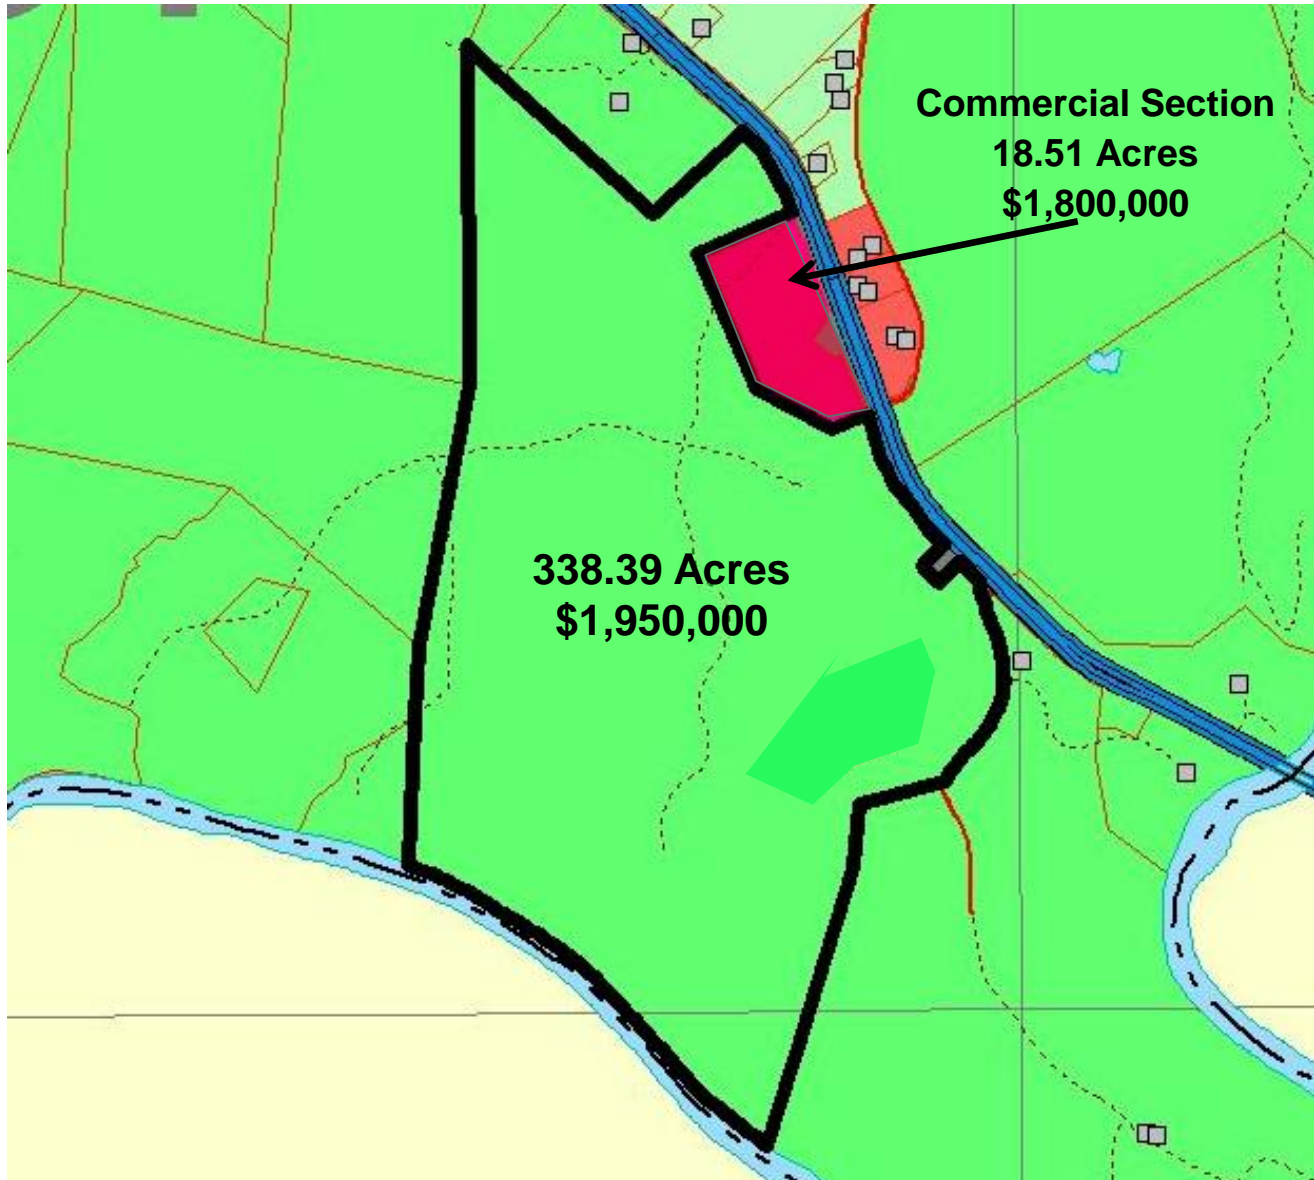 Commercial Section
18.51 Acres
$1,800,000
338.39 Acres
$1,950,000